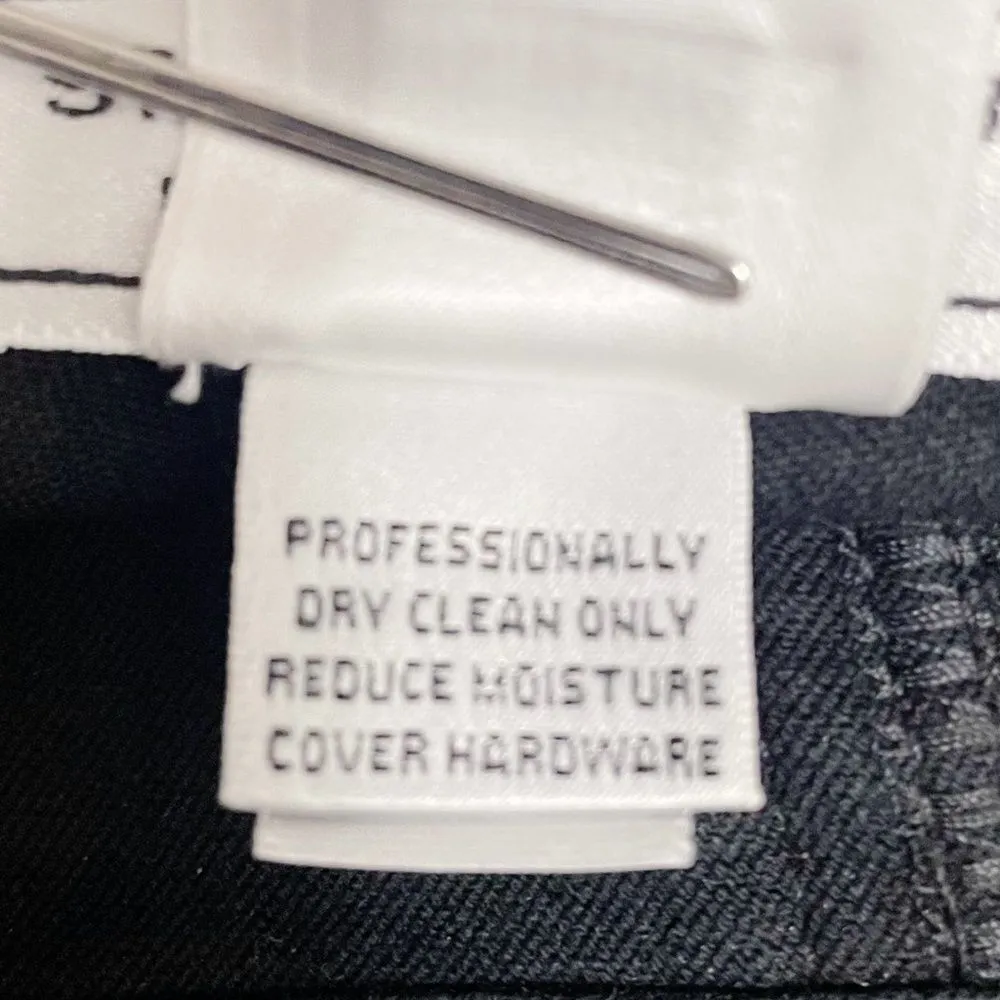 PROFESSIONALLY
DRY CLEAN ONLY
REDUCE MOISTURE
COVER HARDWARE